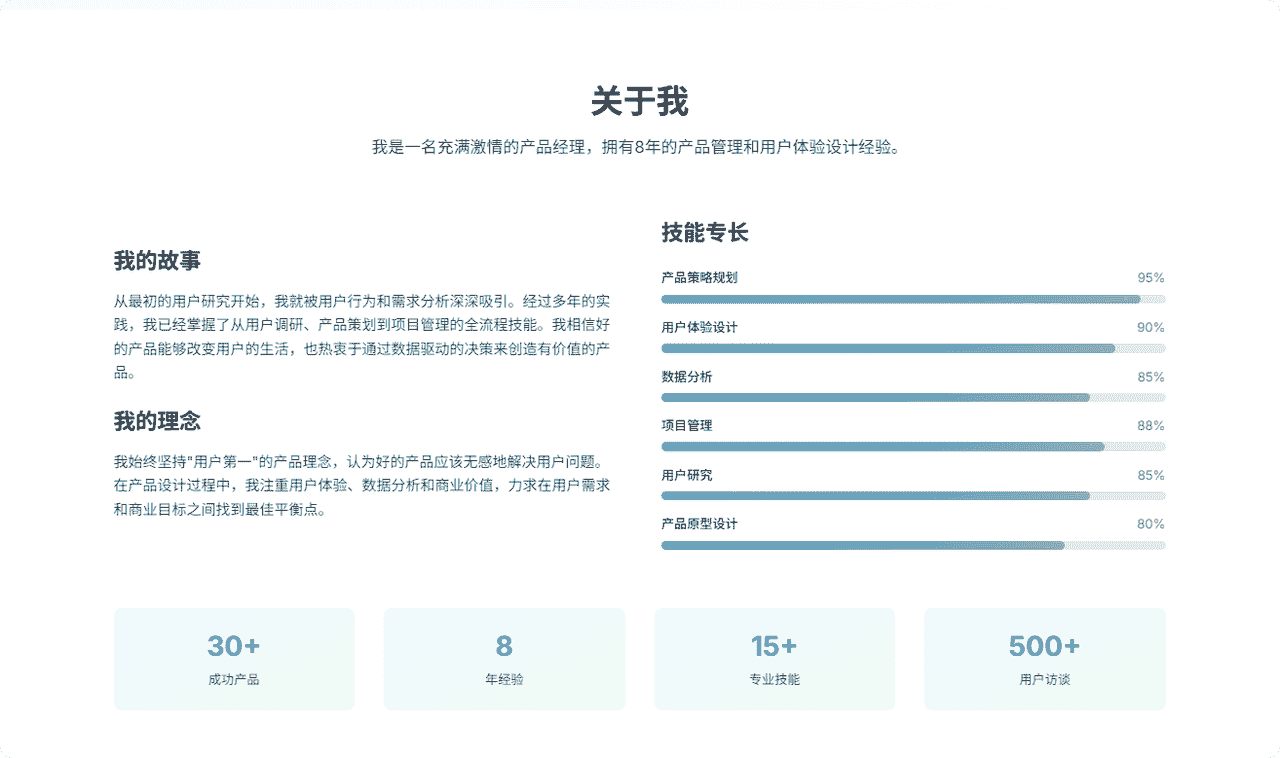 关于我
我是一名充满激情的产品经理，拥有8年的产品管理和用户体验设计经验。
我的故事
从最初的用户研究开始，我就被用户行为和需求分析深深吸引。经过多年的实
践，我已经掌握了从用户调研、产品策划到项目管理的全流程技能。我相信好
的产品能够改变用户的生活，也热衷于通过数据驱动的决策来创造有价值的产
品。
我的理念
我始终坚持"用户第一"的产品理念，认为好的产品应该无感地解决用户问题。
在产品设计过程中，我注重用户体验、数据分析和商业价值，力求在用户需求
和商业目标之间找到最佳平衡点。
技能专长
产品策略规划 95%
用户体验设计 90%
数据分析 85%
项目管理 88%
用户研究 85%
产品原型设计 80%
30+
成功产品
8
年经验
15+
专业技能
500+
用户访谈